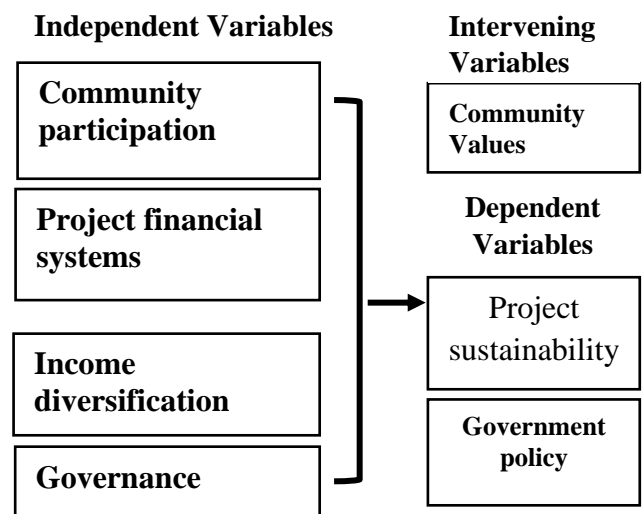 Independent Variables
Community
participation
Project financial
systems
Income
diversification
Governance
Intervening
Variables
Community
Values
Dependent
Variables
Project
sustainability
Government
policy